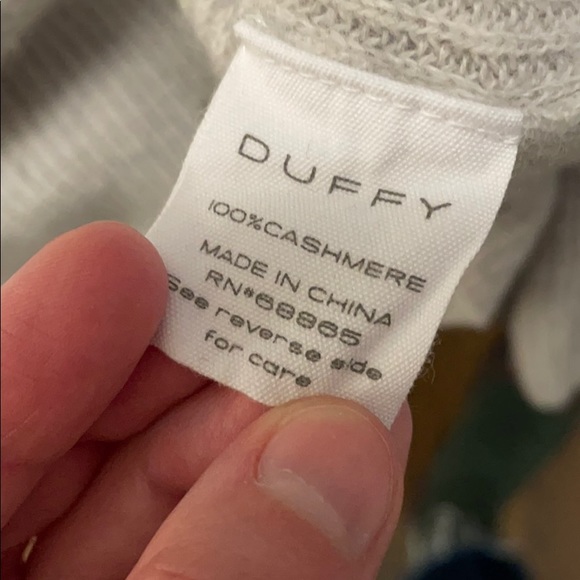 DUFFY
100%CASHMERE
MADE IN CHINA
RN#68865
See reverse side
for care